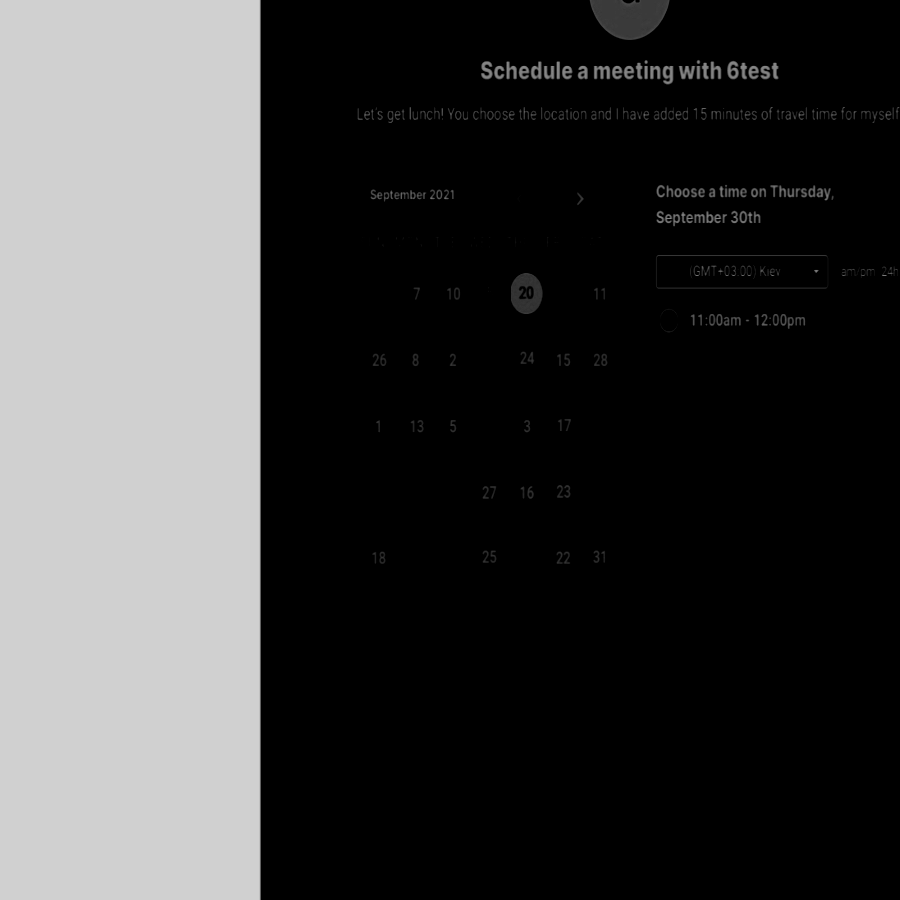 Schedule a meeting with 6test
Let's get lunch! You choose the location and I have added 15 minutes of travel time for myself
September 2021
Choose a time on Thursday,
September 30th
(GMT+03:00) Kiev
am/pm 24h
11:00am - 12:00pm
7 10 20 11
26 8 2 24 15 28
1 13 5 3 17
27 16 23
18 25 22 31